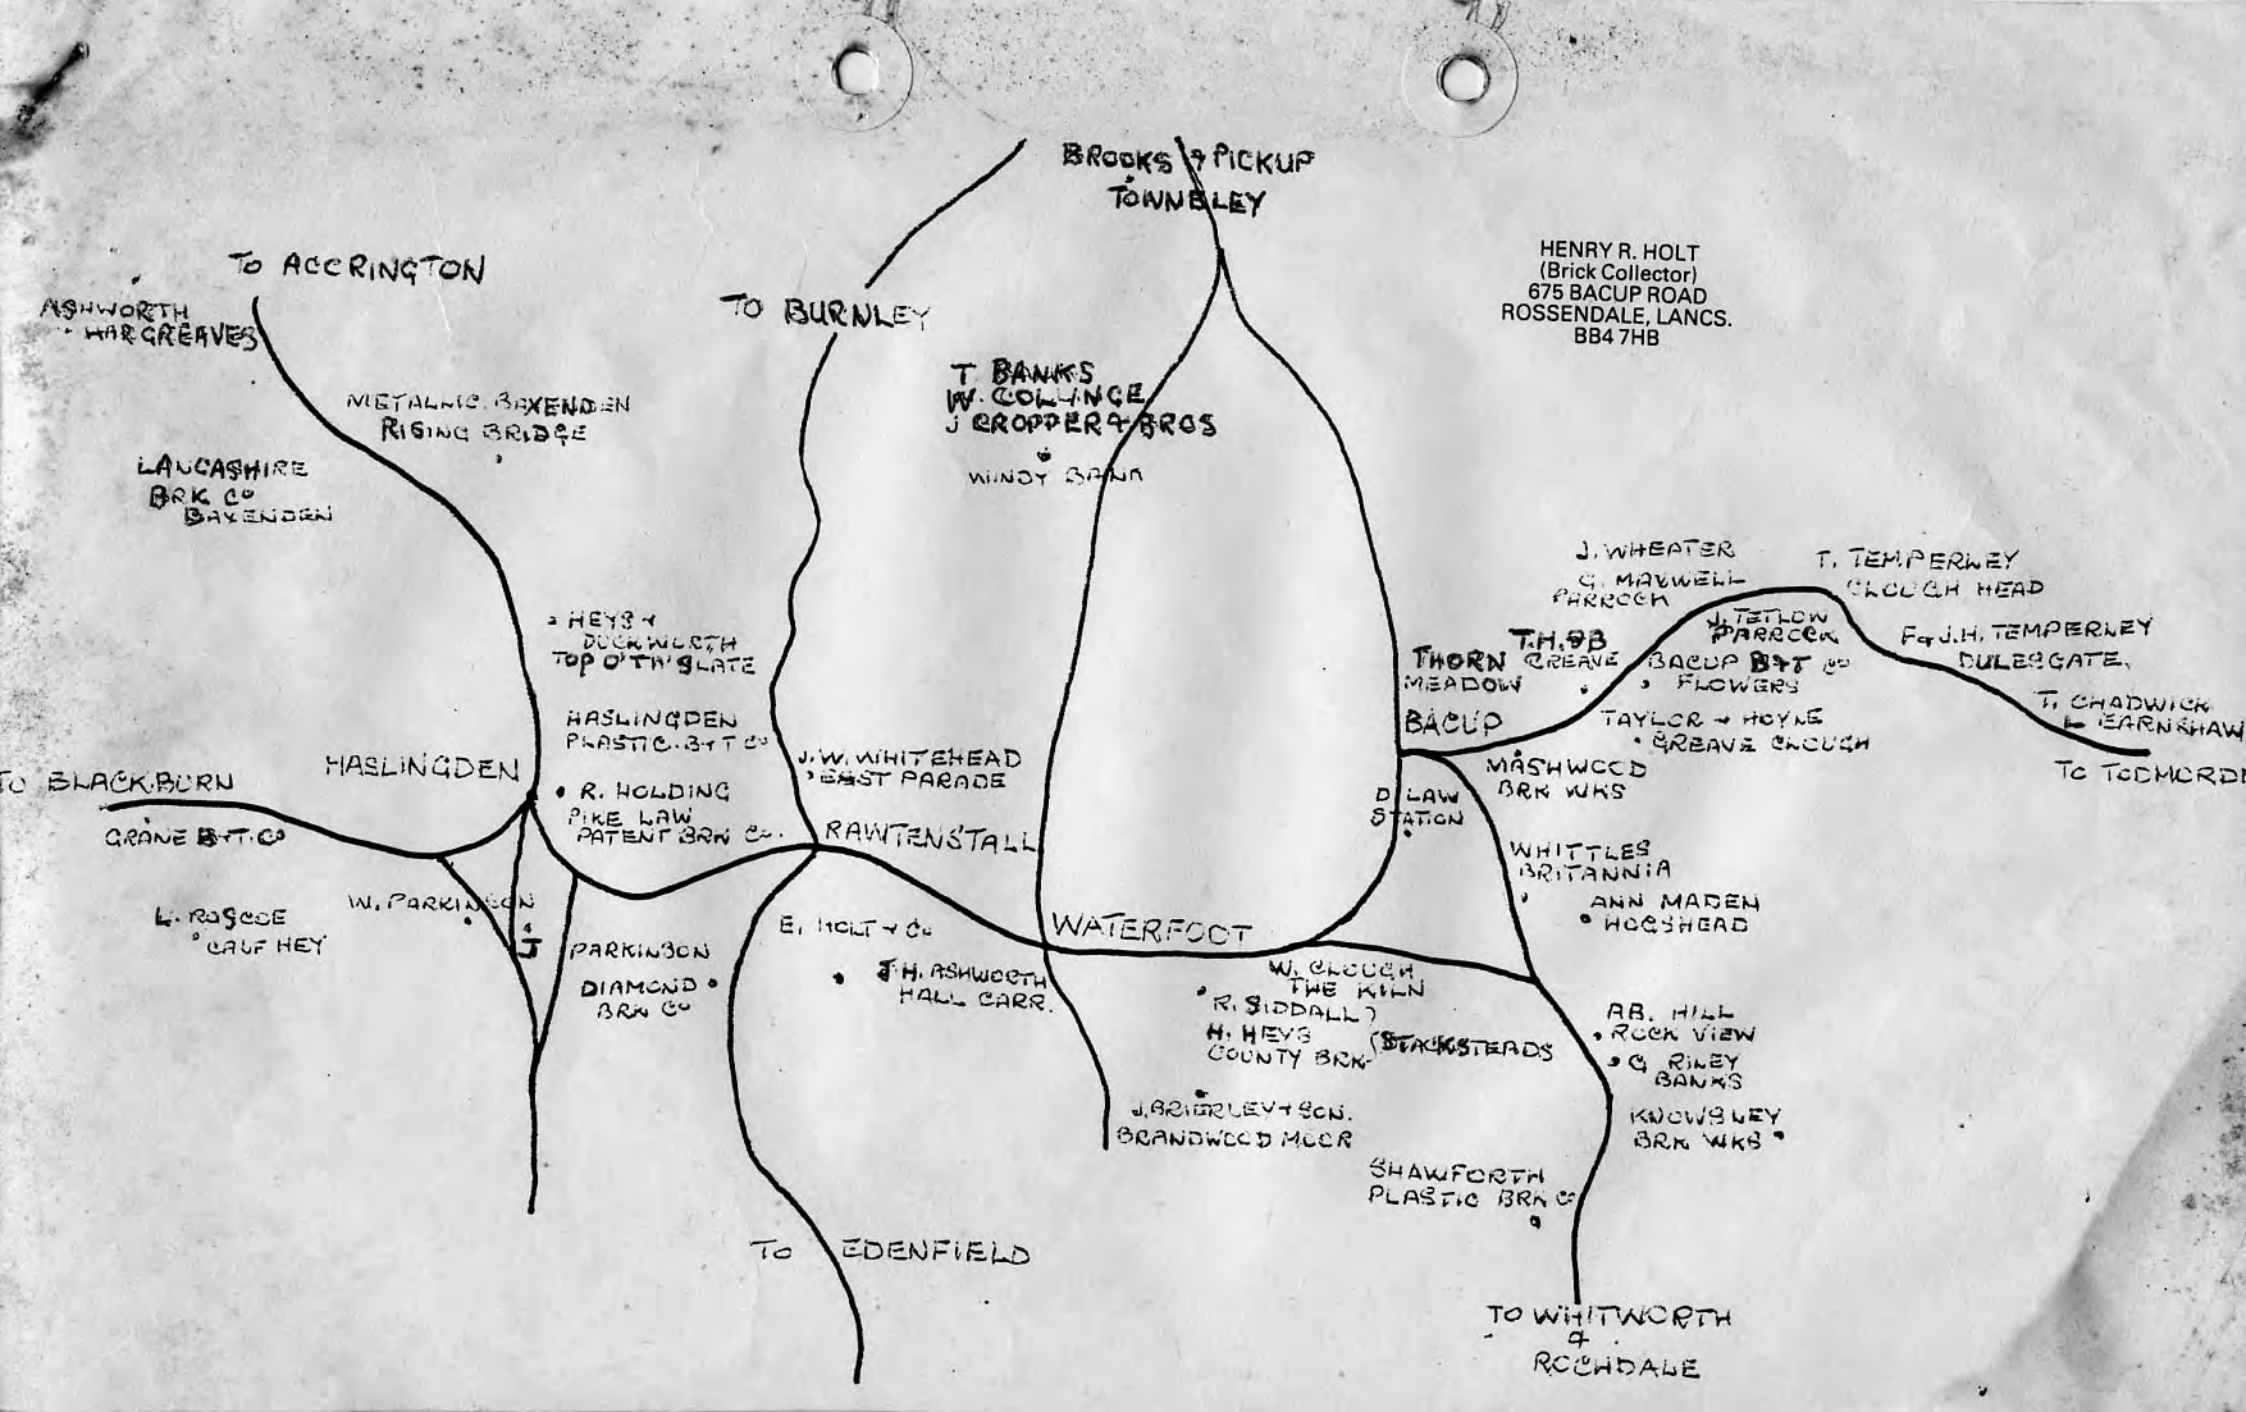 BROOKS & PICKUP
TOWNELEY
HENRY R. HOLT
(Brick Collector)
675 BACUP ROAD
ROSSENDALE, LANCS.
BB4 7HB
TO ACCRINGTON
ASHWORTH
HARGREAVES
TO BURNLEY
METALLIC. BAXENDEN
RISING BRIDGE
T BANKS
W. COLLINGE
J CROPPER & BROS
WINDY BANK
LANCASHIRE
BRK CO
BAXENDEN
J. WHEATER
G. MAXWELL
PARROCK
T. TEMPERLEY
CLOUGH HEAD
J. TETLOW
PARROCK
F & J.H. TEMPERLEY
DULESGATE.
HEYS &
DUCKWORTH
TOP O'TH'SLATE
THORN
MEADOW
GREAVE
BACUP B & T CO
FLOWERS
T. CHADWICK
EARNSHAW
TO
HASLINGDEN
PLASTIC. B & T CO
BACUP
TAYLOR & HOYLE
GREAVE CLOUGH
TO BLACKBURN
HASLINGDEN
J. W. WHITEHEAD
EAST PARADE
MASHWOOD
BRK WKS
R. HOLDING
PIKE LAW
PATENT BRK CO.
D. LAW
STATION
GRANE B & T. CO
RAWTENSTALL
WHITTLES
BRITANNIA
L. ROSCOE
CALF HEY
W. PARKINSON
& J PARKINSON
E. HOLT & CO
WATERFOOT
ANN MADEN
HOGSHEAD
DIAMOND
BRK CO
J. H. ASHWORTH
HALL CARR.
W. CLOUGH
THE KILN
R. SIDDALL
H. HEYS
COUNTY BRK
STACKSTEADS
AB. HILL
ROCK VIEW
G RILEY
BANKS
J. BRIERLEY & SON.
BRANDWOOD MOOR
KNOWSLEY
BRK WKS
SHAWFORTH
PLASTIC BRK CO
TO EDENFIELD
TO WHITWORTH
&
ROCHDALE